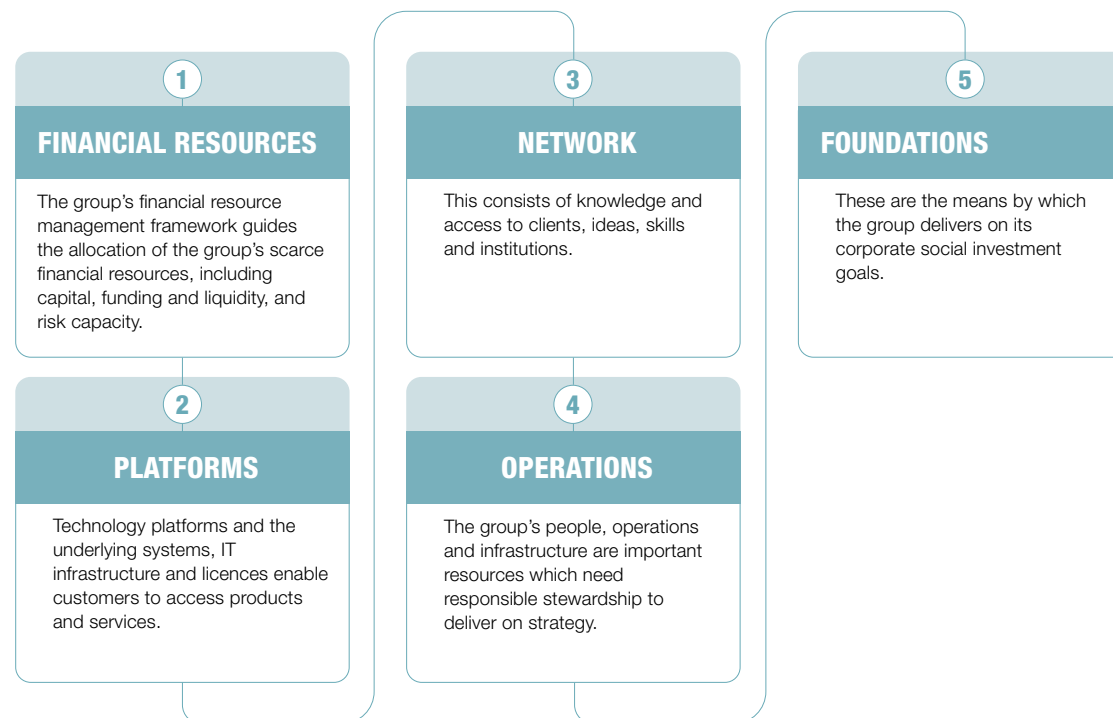 1
FINANCIAL RESOURCES
The group's financial resource
management framework guides
the allocation of the group's scarce
financial resources, including
capital, funding and liquidity, and
risk capacity.
2
PLATFORMS
Technology platforms and the
underlying systems, IT
infrastructure and licences enable
customers to access products
and services.
3
NETWORK
This consists of knowledge and
access to clients, ideas, skills
and institutions.
4
OPERATIONS
The group's people, operations
and infrastructure are important
resources which need
responsible stewardship to
deliver on strategy.
5
FOUNDATIONS
These are the means by which
the group delivers on its
corporate social investment
goals.